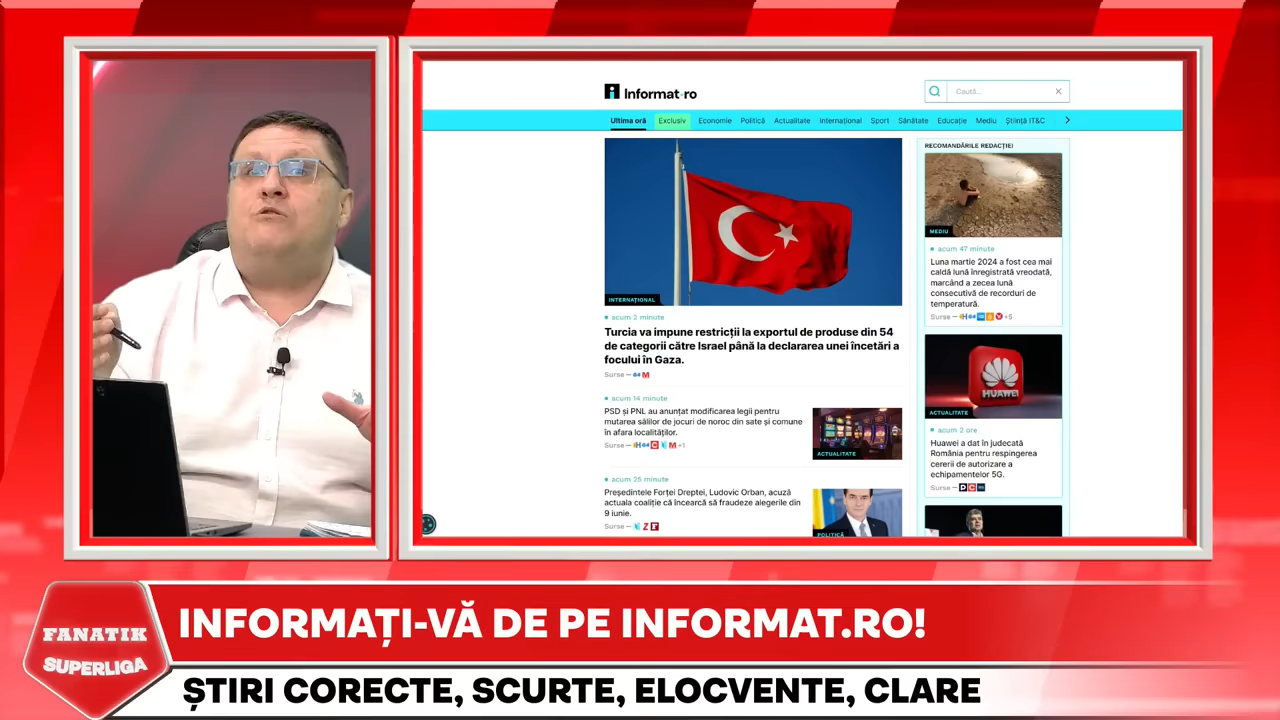 Informat.ro
Caută...
Ultima oră Exclusiv Economie Politică Actualitate Internațional Sport Sănătate Educație Mediu Știință IT&C
INTERNAȚIONAL
acum 2 minute
Turcia va impune restricții la exportul de produse din 54
de categorii către Israel până la declararea unei încetări a
focului în Gaza.
Surse —
acum 14 minute
PSD și PNL au anunțat modificarea legii pentru
mutarea sălilor de jocuri de noroc din sate și comune
în afara localităților.
Surse — +1
ACTUALITATE
acum 25 minute
Președintele Forței Dreptei, Ludovic Orban, acuză
actuala coaliție că încearcă să fraudeze alegerile din
9 iunie.
Surse —
POLITICĂ
RECOMANDĂRILE REDACȚIEI
MEDIU
acum 47 minute
Luna martie 2024 a fost cea mai
caldă lună înregistrată vreodată,
marcând a zecea lună
consecutivă de recorduri de
temperatură.
Surse — +5
HUAWEI
ACTUALITATE
acum 2 ore
Huawei a dat în judecată
România pentru respingerea
cererii de autorizare a
echipamentelor 5G.
Surse —
FANATIK
SUPERLIGA
INFORMAȚI-VĂ DE PE INFORMAT.RO!
ȘTIRI CORECTE, SCURTE, ELOCVENTE, CLARE